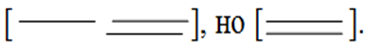 [ ], но [ ].